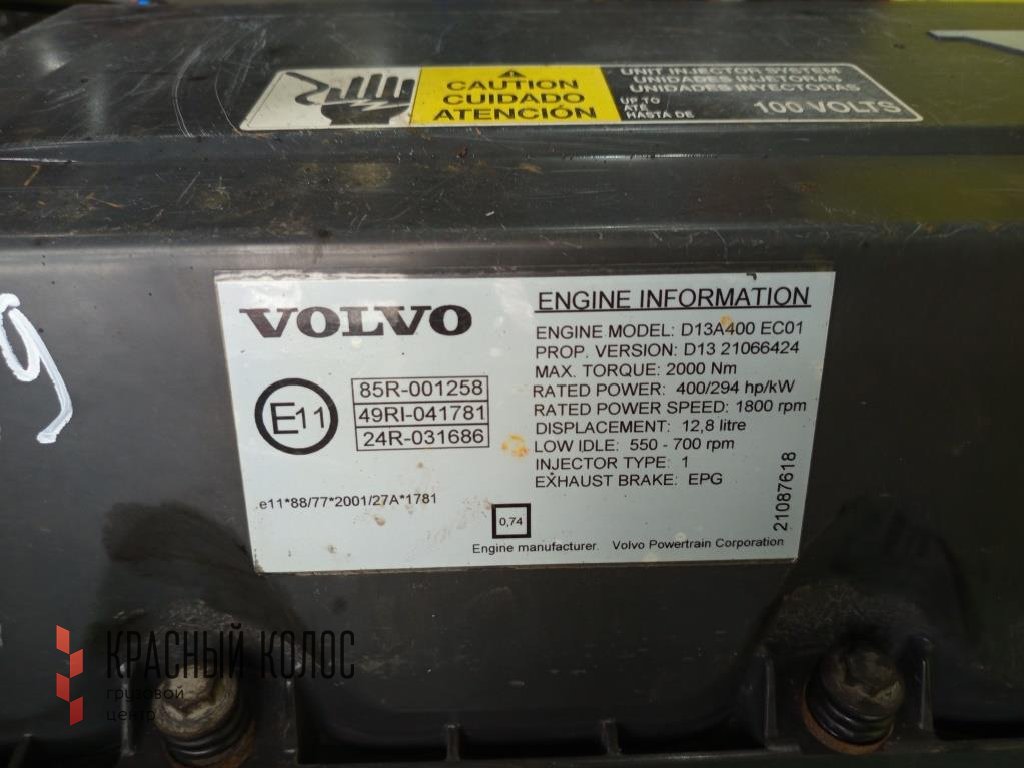 CAUTION
CUIDADO
ATENCIÓN
UNIT INJECTOR SYSTEM
UNIDADES INJETORAS
UNIDADES INYECTORAS
UP TO
ATÉ
HASTA DE
100 VOLTS
9
VOLVO
E11
85R-001258
49RI-041781
24R-031686
e11*88/77*2001/27A*1781
ENGINE INFORMATION
ENGINE MODEL: D13A400 EC01
PROP. VERSION: D13 21066424
MAX. TORQUE: 2000 Nm
RATED POWER: 400/294 hp/kW
RATED POWER SPEED: 1800 rpm
DISPLACEMENT: 12,8 litre
LOW IDLE: 550 - 700 rpm
INJECTOR TYPE: 1
EXHAUST BRAKE: EPG
21087618
0,74
Engine manufacturer. Volvo Powertrain Corporation
КРАСНЫЙ КОЛОС
грузовой
центр